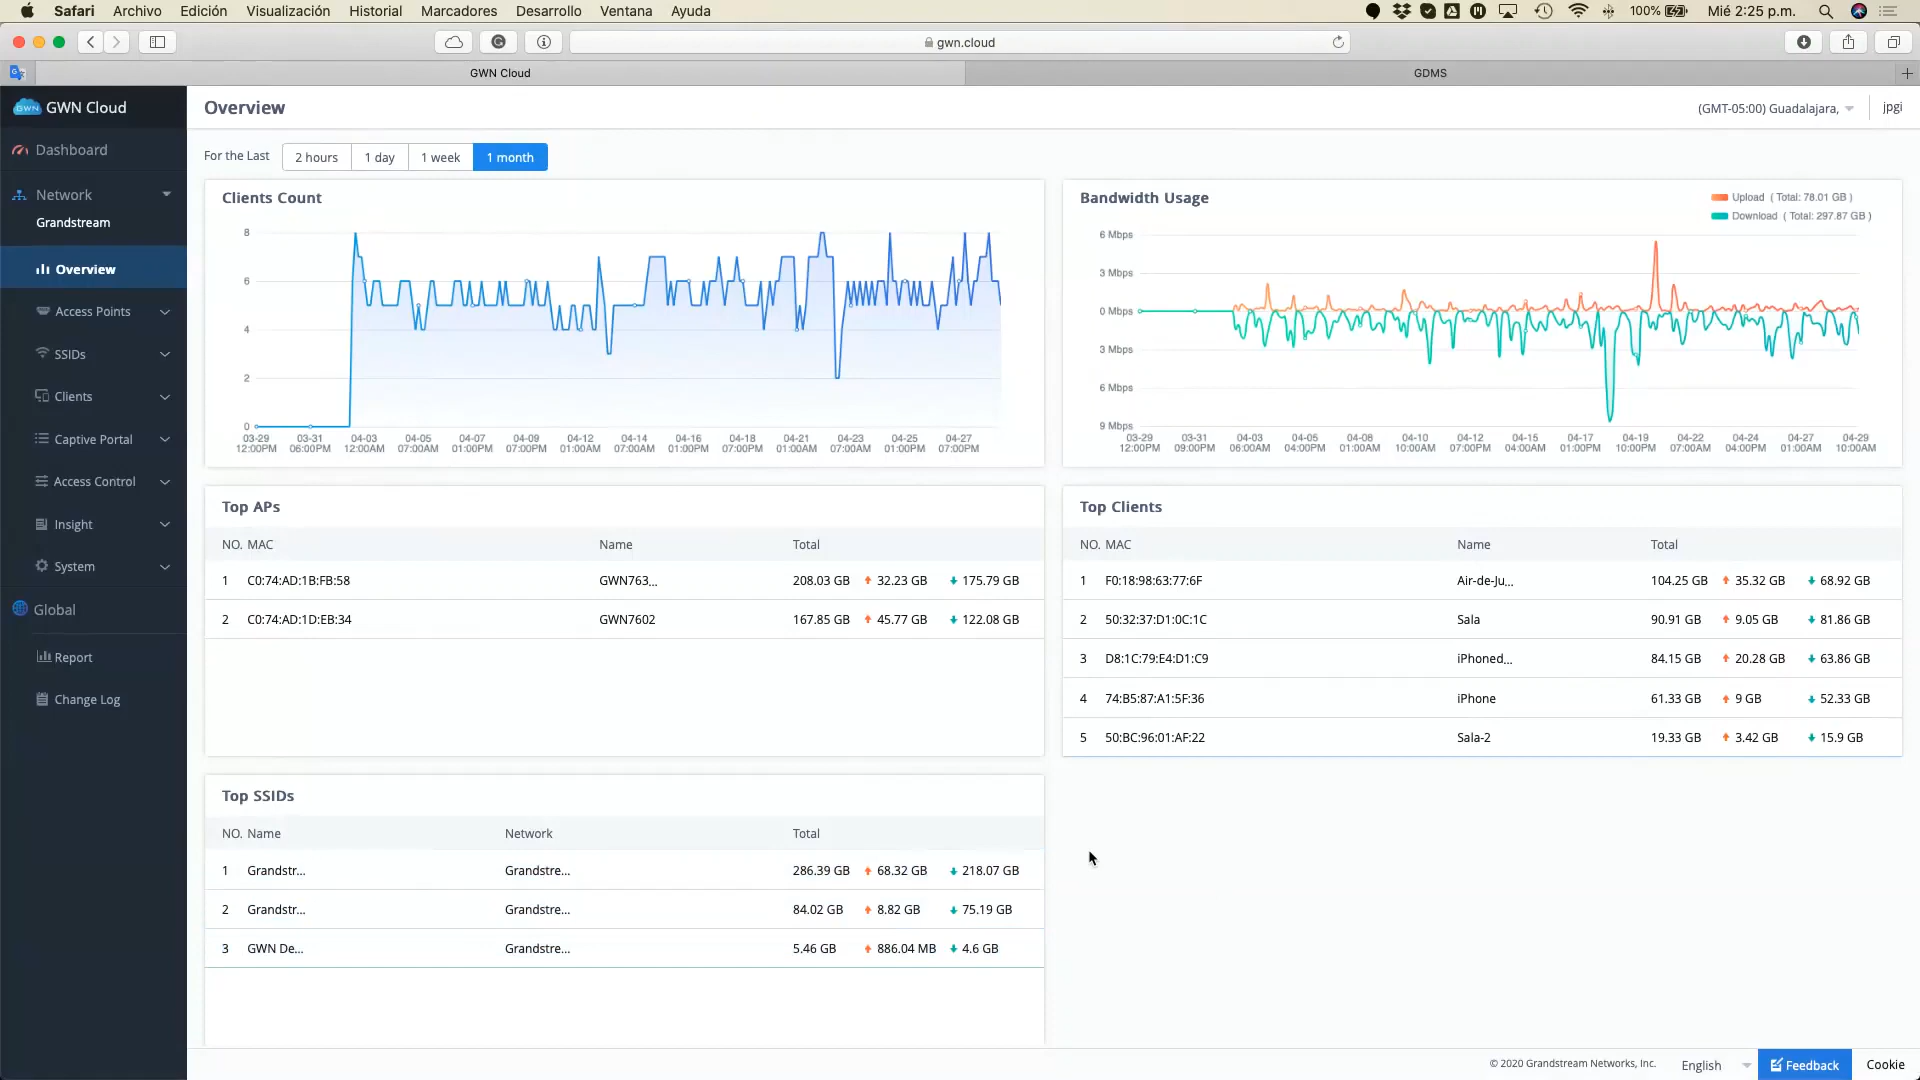 Safari Archivo Edición Visualización Historial Marcadores Desarrollo Ventana Ayuda 100% Mié 2:25 p.m.
gwn.cloud
GWN Cloud GDMS
GWN Cloud
Dashboard
Network
Grandstream
Overview
Access Points
SSIDs
Clients
Captive Portal
Access Control
Insight
System
Global
Report
Change Log
Overview (GMT-05:00) Guadalajara, jpgi
For the Last 2 hours 1 day 1 week 1 month
Clients Count
8
6
4
2
0
03-29 03-31 04-03 04-05 04-07 04-09 04-12 04-14 04-16 04-18 04-21 04-23 04-25 04-27
12:00PM 06:00PM 12:00AM 07:00AM 01:00PM 07:00PM 01:00AM 07:00AM 01:00PM 07:00PM 01:00AM 07:00AM 01:00PM 07:00PM
Bandwidth Usage
Upload ( Total: 78.01 GB )
Download ( Total: 297.87 GB )
6 Mbps
3 Mbps
0 Mbps
3 Mbps
6 Mbps
9 Mbps
03-29 03-31 04-03 04-05 04-08 04-10 04-12 04-15 04-17 04-19 04-22 04-24 04-27 04-29
12:00PM 09:00PM 06:00AM 04:00PM 01:00AM 10:00AM 07:00PM 04:00AM 01:00PM 10:00PM 07:00AM 04:00PM 01:00AM 10:00AM
Top APs
NO. MAC Name Total
1 C0:74:AD:1B:FB:58 GWN763... 208.03 GB 32.23 GB 175.79 GB
2 C0:74:AD:1D:EB:34 GWN7602 167.85 GB 45.77 GB 122.08 GB
Top Clients
NO. MAC Name Total
1 F0:18:98:63:77:6F Air-de-Ju... 104.25 GB 35.32 GB 68.92 GB
2 50:32:37:D1:0C:1C Sala 90.91 GB 9.05 GB 81.86 GB
3 D8:1C:79:E4:D1:C9 iPhoned... 84.15 GB 20.28 GB 63.86 GB
4 74:B5:87:A1:5F:36 iPhone 61.33 GB 9 GB 52.33 GB
5 50:BC:96:01:AF:22 Sala-2 19.33 GB 3.42 GB 15.9 GB
Top SSIDs
NO. Name Network Total
1 Grandstr... Grandstre... 286.39 GB 68.32 GB 218.07 GB
2 Grandstr... Grandstre... 84.02 GB 8.82 GB 75.19 GB
3 GWN De... Grandstre... 5.46 GB 886.04 MB 4.6 GB
© 2020 Grandstream Networks, Inc. English Feedback Cookie